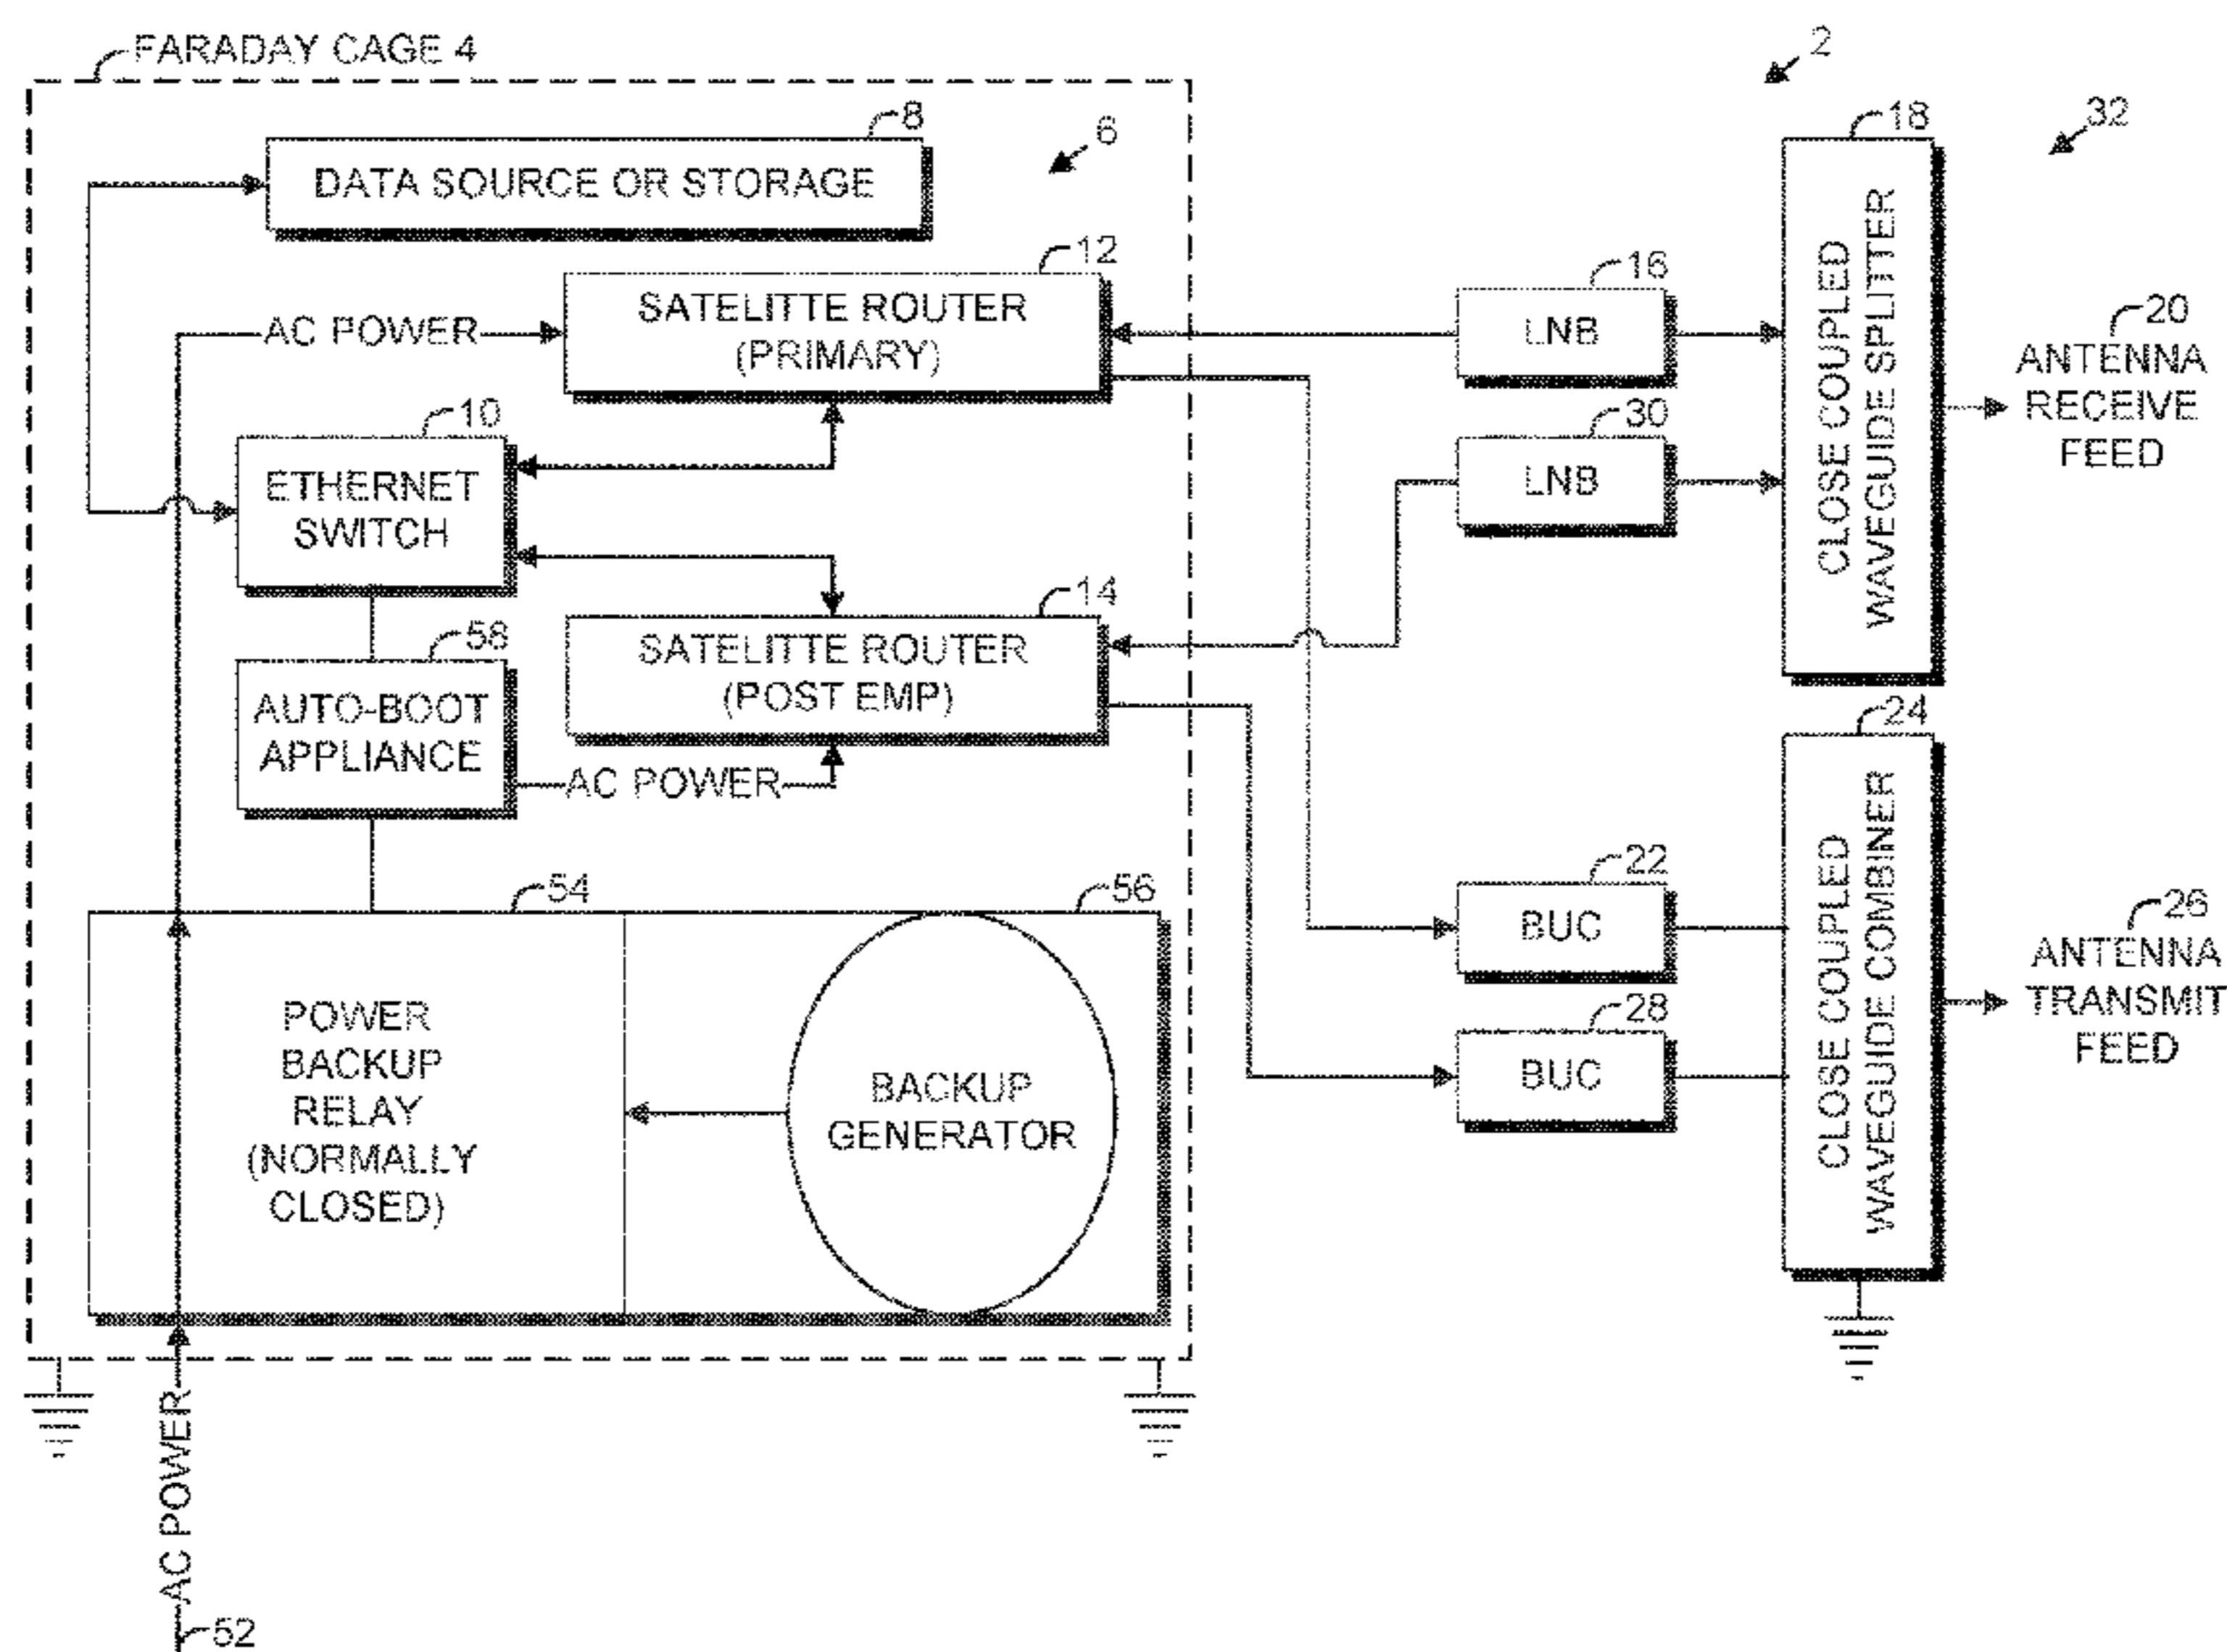 FARADAY CAGE 4
2
32
8
6
DATA SOURCE OR STORAGE
18
12
SATELITTE ROUTER
(PRIMARY)
AC POWER
16
LNB
CLOSE COUPLED
WAVEGUIDE SPLITTER
20
ANTENNA
RECEIVE
FEED
10
ETHERNET
SWITCH
30
LNB
14
SATELITTE ROUTER
(POST EMP)
58
AUTO-BOOT
APPLIANCE
AC POWER
24
CLOSE COUPLED
WAVEGUIDE COMBINER
22
BUC
26
ANTENNA
TRANSMIT
FEED
28
BUC
54
POWER
BACKUP
RELAY
(NORMALLY
CLOSED)
56
BACKUP
GENERATOR
AC POWER
52